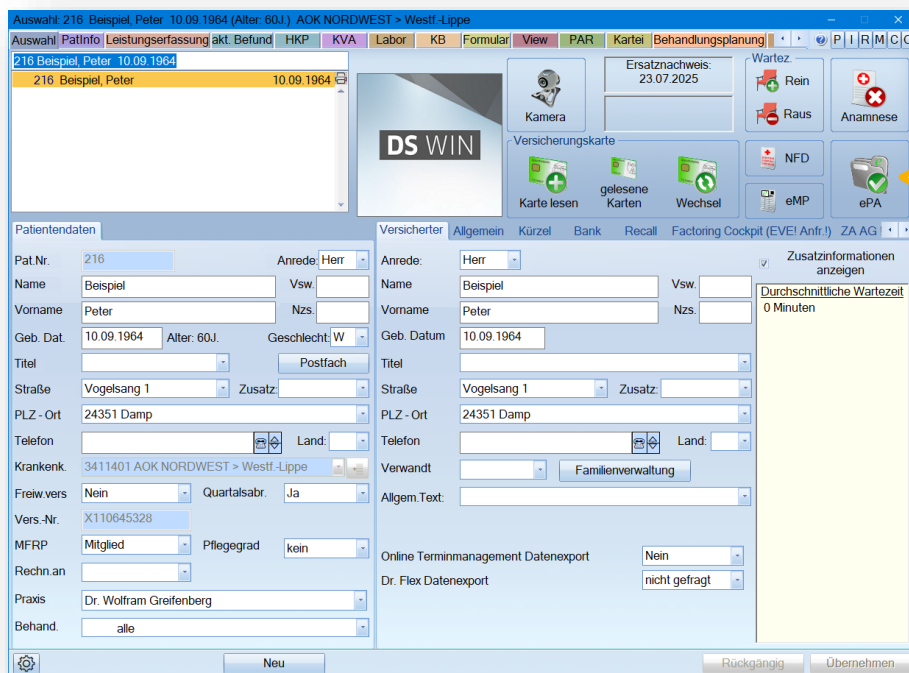 Auswahl: 216 Beispiel, Peter 10.09.1964 (Alter: 60J.) AOK NORDWEST > Westf.-Lippe
Auswahl PatInfo Leistungserfassung akt. Befund HKP KVA Labor KB Formular View PAR Kartei Behandlungsplanung P I R M C
216 Beispiel, Peter 10.09.1964
216 Beispiel, Peter 10.09.1964
DS WIN
Kamera
Ersatznachweis:
23.07.2025
Wartez.
Rein
Raus
Anamnese
Versicherungskarte
Karte lesen
gelesene
Karten
Wechsel
NFD
eMP
ePA
Patientendaten
Pat.Nr. 216 Anrede: Herr
Name Beispiel Vsw.
Vorname Peter Nzs.
Geb. Dat. 10.09.1964 Alter: 60J. Geschlecht: W
Titel Postfach
Straße Vogelsang 1 Zusatz:
PLZ - Ort 24351 Damp
Telefon Land:
Krankenk. 3411401 AOK NORDWEST > Westf.-Lippe
Freiw.vers Nein Quartalsabr. Ja
Vers.-Nr. X110645328
MFRP Mitglied Pflegegrad kein
Rechn.an
Praxis Dr. Wolfram Greifenberg
Behand. alle
Versicherter Allgemein Kürzel Bank Recall Factoring Cockpit (EVE! Anfr.!) ZA AG
Anrede: Herr
Name Beispiel Vsw.
Vorname Peter Nzs.
Geb. Datum 10.09.1964
Titel
Straße Vogelsang 1 Zusatz:
PLZ - Ort 24351 Damp
Telefon Land:
Verwandt Familienverwaltung
Allgem.Text:
Online Terminmanagement Datenexport Nein
Dr. Flex Datenexport nicht gefragt
Zusatzinformationen
anzeigen
Durchschnittliche Wartezeit
0 Minuten
Neu
Rückgängig
Übernehmen